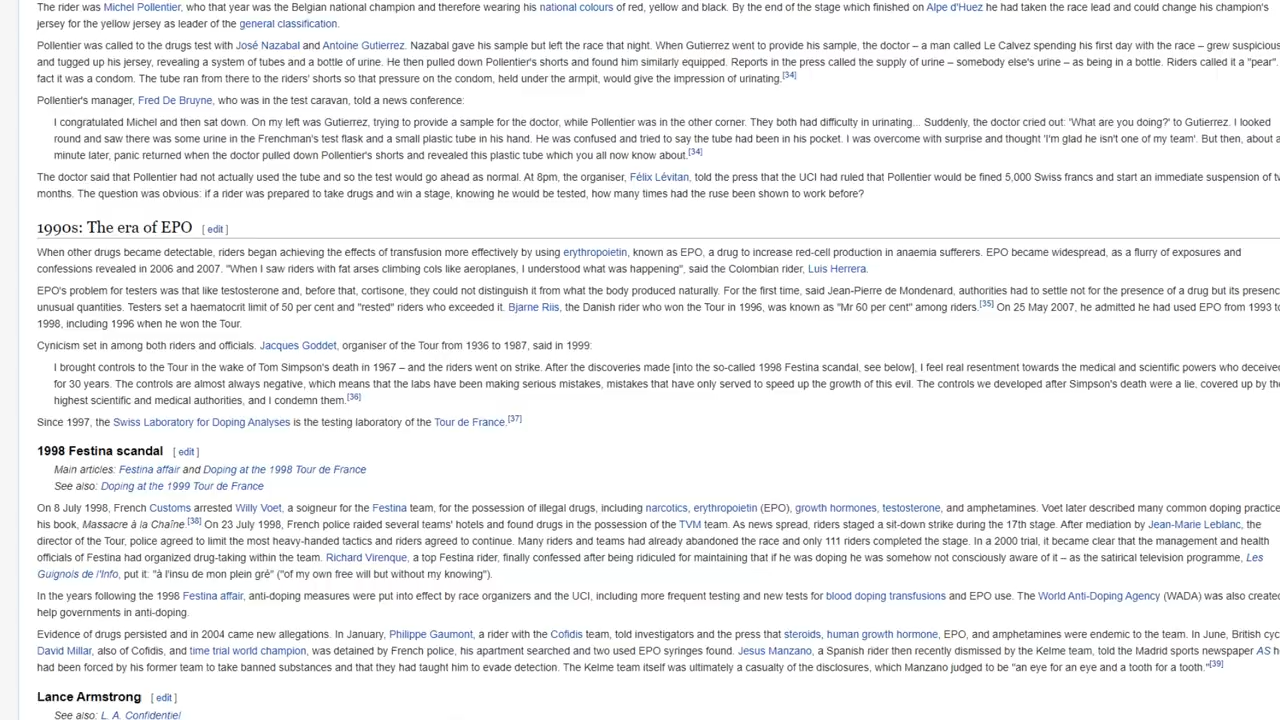 The rider was Michel Pollentier, who that year was the Belgian national champion and therefore wearing his national colours of red, yellow and black. By the end of the stage which finished on Alpe d'Huez he had taken the race lead and could change his champion's
jersey for the yellow jersey as leader of the general classification.
Pollentier was called to the drugs test with José Nazabal and Antoine Gutierrez. Nazabal gave his sample but left the race that night. When Gutierrez went to provide his sample, the doctor – a man called Le Calvez spending his first day with the race – grew suspicious
and tugged up his jersey, revealing a system of tubes and a bottle of urine. He then pulled down Pollentier's shorts and found him similarly equipped. Reports in the press called the supply of urine – somebody else's urine – as being in a bottle. Riders called it a "pear".
fact it was a condom. The tube ran from there to the riders' shorts so that pressure on the condom, held under the armpit, would give the impression of urinating.[34]
Pollentier's manager, Fred De Bruyne, who was in the test caravan, told a news conference:
I congratulated Michel and then sat down. On my left was Gutierrez, trying to provide a sample for the doctor, while Pollentier was in the other corner. They both had difficulty in urinating... Suddenly, the doctor cried out: 'What are you doing?' to Gutierrez. I looked
round and saw there was some urine in the Frenchman's test flask and a small plastic tube in his hand. He was confused and tried to say the tube had been in his pocket. I was overcome with surprise and thought 'I'm glad he isn't one of my team'. But then, about a
minute later, panic returned when the doctor pulled down Pollentier's shorts and revealed this plastic tube which you all now know about.[34]
The doctor said that Pollentier had not actually used the tube and so the test would go ahead as normal. At 8pm, the organiser, Félix Lévitan, told the press that the UCI had ruled that Pollentier would be fined 5,000 Swiss francs and start an immediate suspension of
months. The question was obvious: if a rider was prepared to take drugs and win a stage, knowing he would be tested, how many times had the ruse been shown to work before?
1990s: The era of EPO [ edit ]
When other drugs became detectable, riders began achieving the effects of transfusion more effectively by using erythropoietin, known as EPO, a drug to increase red-cell production in anaemia sufferers. EPO became widespread, as a flurry of exposures and
confessions revealed in 2006 and 2007. "When I saw riders with fat arses climbing cols like aeroplanes, I understood what was happening", said the Colombian rider, Luis Herrera.
EPO's problem for testers was that like testosterone and, before that, cortisone, they could not distinguish it from what the body produced naturally. For the first time, said Jean-Pierre de Mondenard, authorities had to settle not for the presence of a drug but its
unusual quantities. Testers set a haematocrit limit of 50 per cent and "rested" riders who exceeded it. Bjarne Riis, the Danish rider who won the Tour in 1996, was known as "Mr 60 per cent" among riders.[35] On 25 May 2007, he admitted he had used EPO from 1993 to
1998, including 1996 when he won the Tour.
Cynicism set in among both riders and officials. Jacques Goddet, organiser of the Tour from 1936 to 1987, said in 1999:
I brought controls to the Tour in the wake of Tom Simpson's death in 1967 – and the riders went on strike. After the discoveries made [into the so-called 1998 Festina scandal, see below], I feel real resentment towards the medical and scientific powers who deceived
for 30 years. The controls are almost always negative, which means that the labs have been making serious mistakes, mistakes that have only served to speed up the growth of this evil. The controls we developed after Simpson's death were a lie, covered up by the
highest scientific and medical authorities, and I condemn them.[36]
Since 1997, the Swiss Laboratory for Doping Analyses is the testing laboratory of the Tour de France.[37]
1998 Festina scandal [ edit ]
Main articles: Festina affair and Doping at the 1998 Tour de France
See also: Doping at the 1999 Tour de France
On 8 July 1998, French Customs arrested Willy Voet, a soigneur for the Festina team, for the possession of illegal drugs, including narcotics, erythropoietin (EPO), growth hormones, testosterone, and amphetamines. Voet later described many common doping practice
his book, Massacre à la Chaîne.[38] On 23 July 1998, French police raided several teams' hotels and found drugs in the possession of the TVM team. As news spread, riders staged a sit-down strike during the 17th stage. After mediation by Jean-Marie Leblanc, the
director of the Tour, police agreed to limit the most heavy-handed tactics and riders agreed to continue. Many riders and teams had already abandoned the race and only 111 riders completed the stage. In a 2000 trial, it became clear that the management and health
officials of Festina had organized drug-taking within the team. Richard Virenque, a top Festina rider, finally confessed after being ridiculed for maintaining that if he was doping he was somehow not consciously aware of it – as the satirical television programme, Les
Guignols de l'Info, put it: "à l'insu de mon plein gré" ("of my own free will but without my knowing").
In the years following the 1998 Festina affair, anti-doping measures were put into effect by race organizers and the UCI, including more frequent testing and new tests for blood doping transfusions and EPO use. The World Anti-Doping Agency (WADA) was also created
help governments in anti-doping.
Evidence of drugs persisted and in 2004 came new allegations. In January, Philippe Gaumont, a rider with the Cofidis team, told investigators and the press that steroids, human growth hormone, EPO, and amphetamines were endemic to the team. In June, British
David Millar, also of Cofidis, and time trial world champion, was detained by French police, his apartment searched and two used EPO syringes found. Jesus Manzano, a Spanish rider then recently dismissed by the Kelme team, told the Madrid sports newspaper AS
had been forced by his former team to take banned substances and that they had taught him to evade detection. The Kelme team itself was ultimately a casualty of the disclosures, which Manzano judged to be "an eye for an eye and a tooth for a tooth."[39]
Lance Armstrong [ edit ]
See also: L. A. Confidentiel